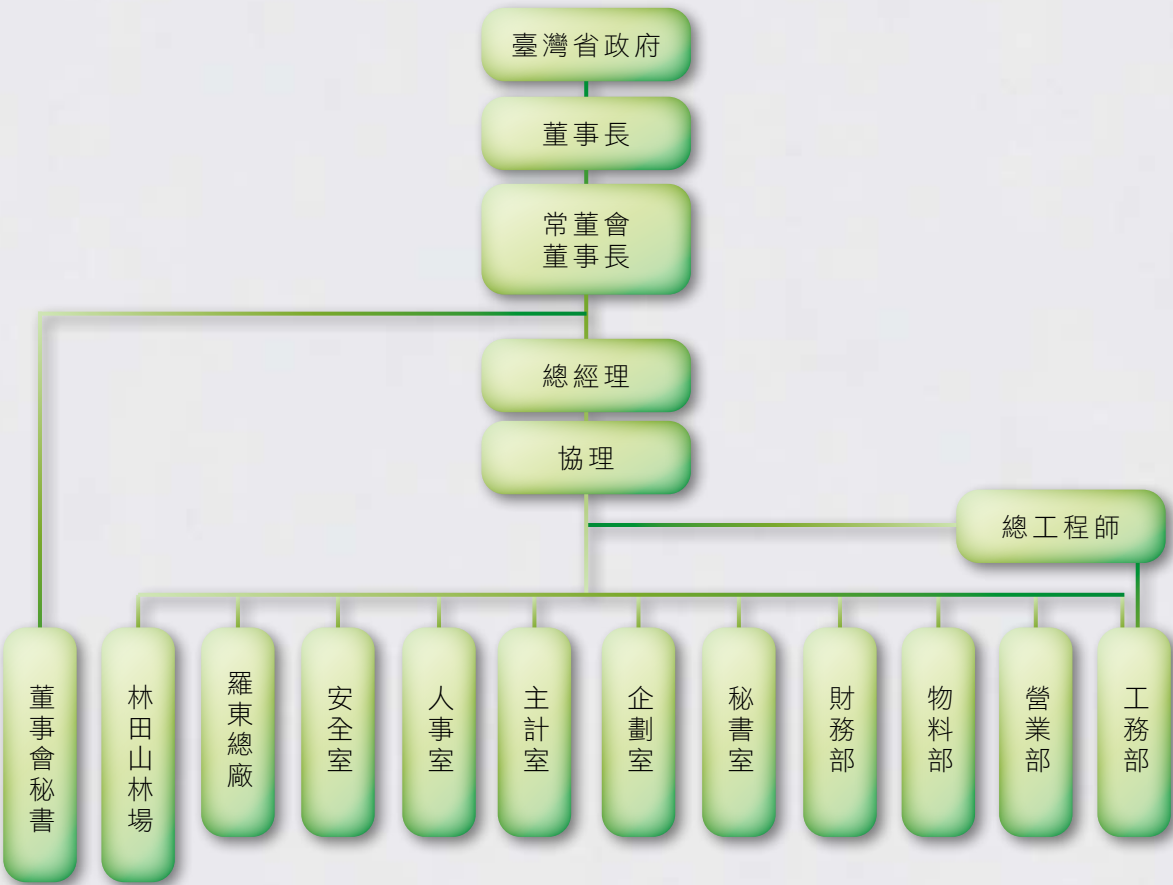 臺灣省政府
董事長
常董會
董事長
總經理
協理
總工程師
董事會秘書
林田山林場
羅東總廠
安全室
人事室
主計室
企劃室
秘書室
財務部
物料部
營業部
工務部